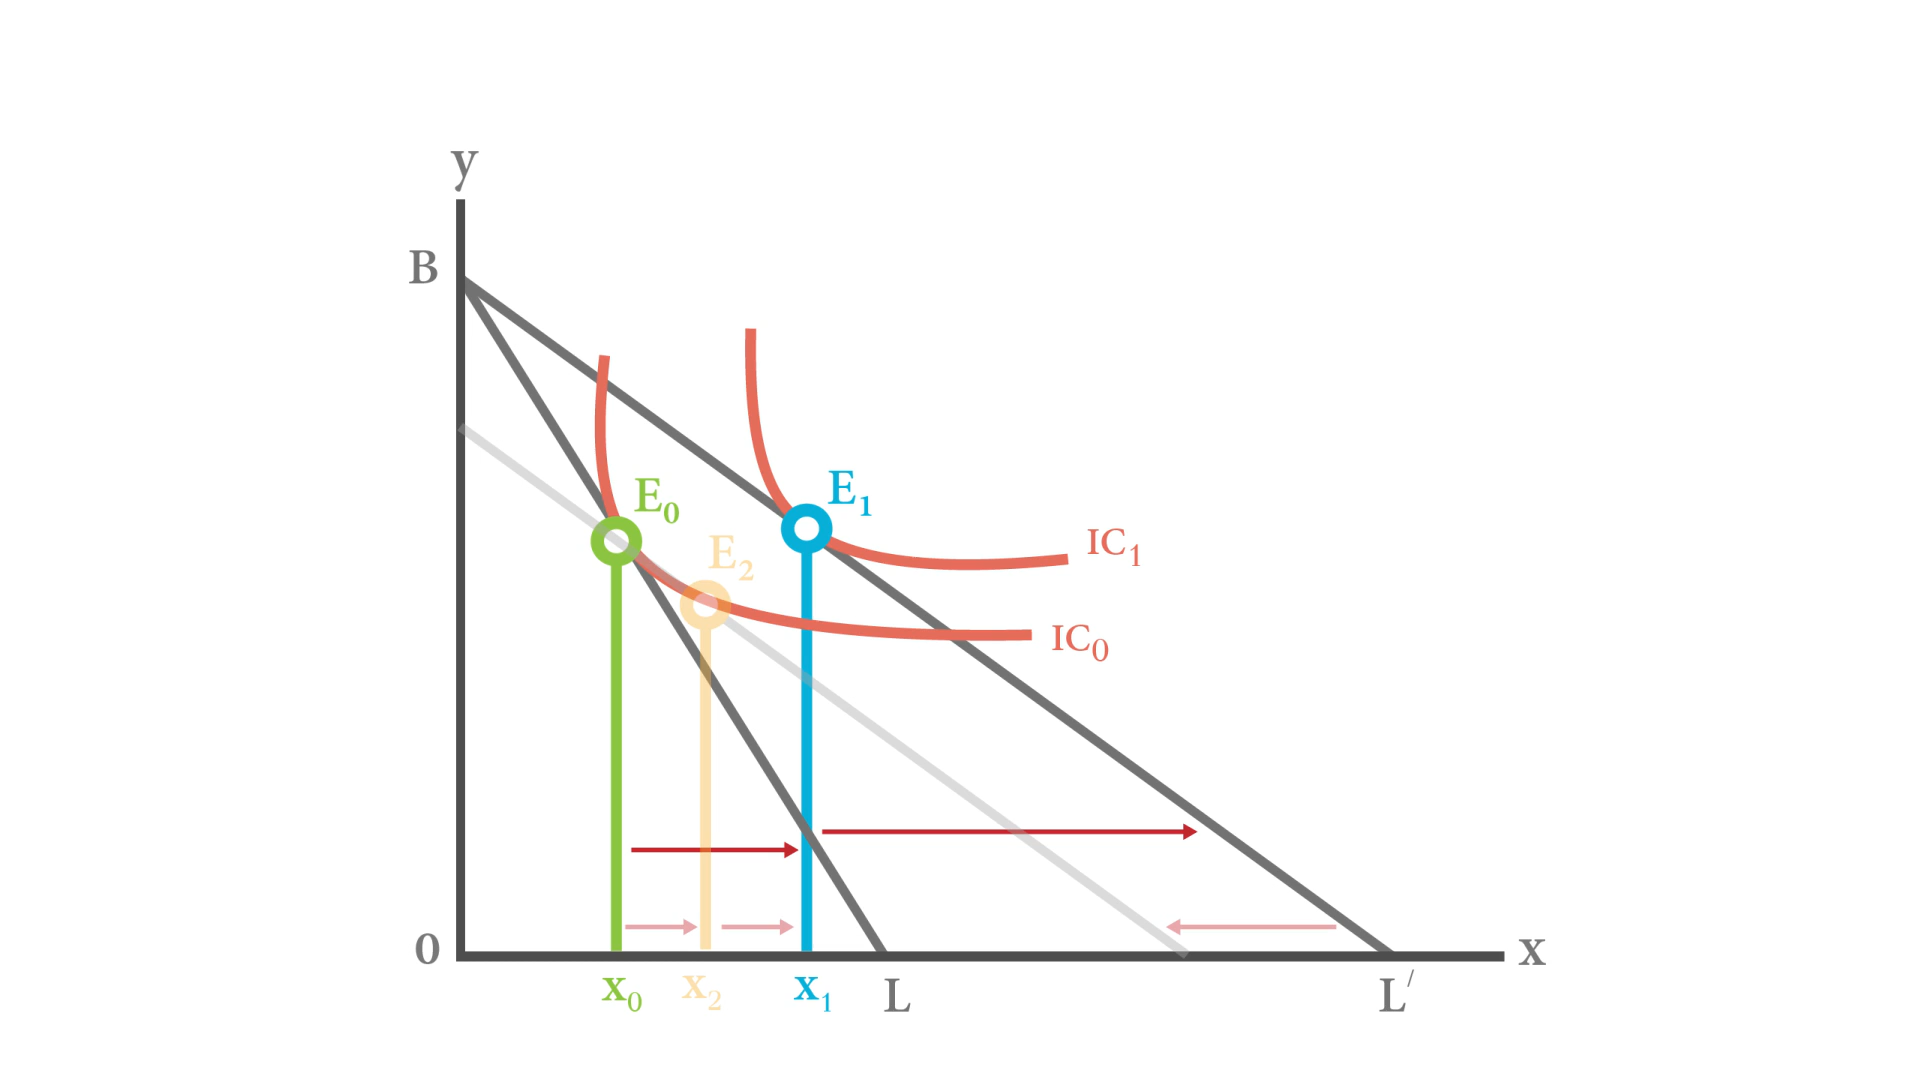 y
B
E₀
E₁
E₂
IC₁
IC₀
0
x
x₀
x₂
x₁
L
L′